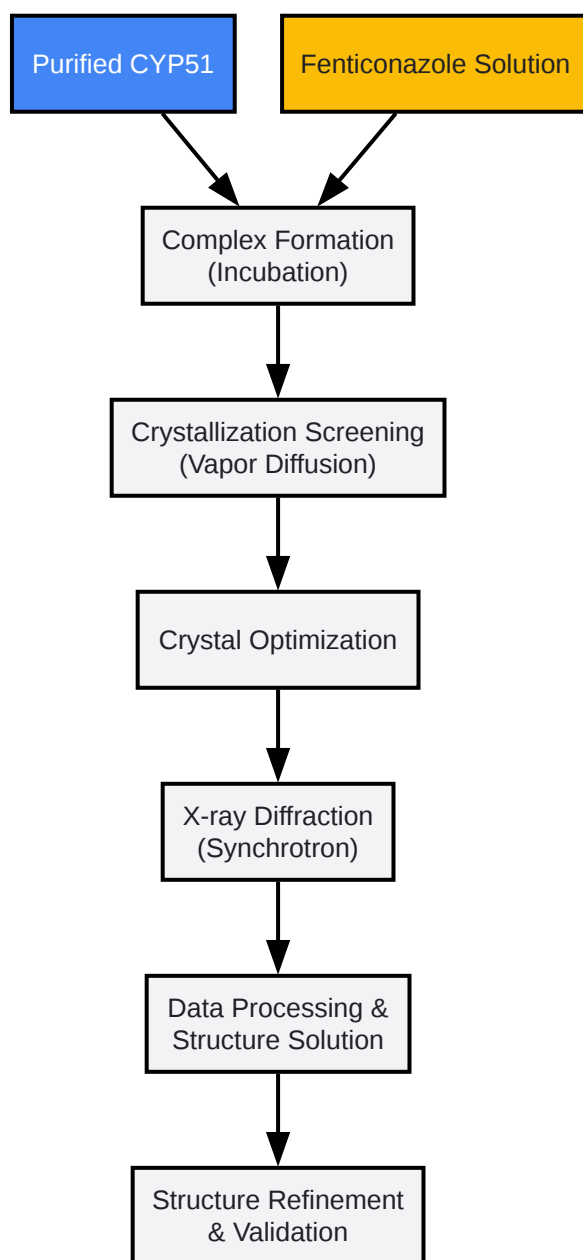 Purified CYP51
Fenticonazole Solution
Complex Formation
(Incubation)
Crystallization Screening
(Vapor Diffusion)
Crystal Optimization
X-ray Diffraction
(Synchrotron)
Data Processing &
Structure Solution
Structure Refinement
& Validation